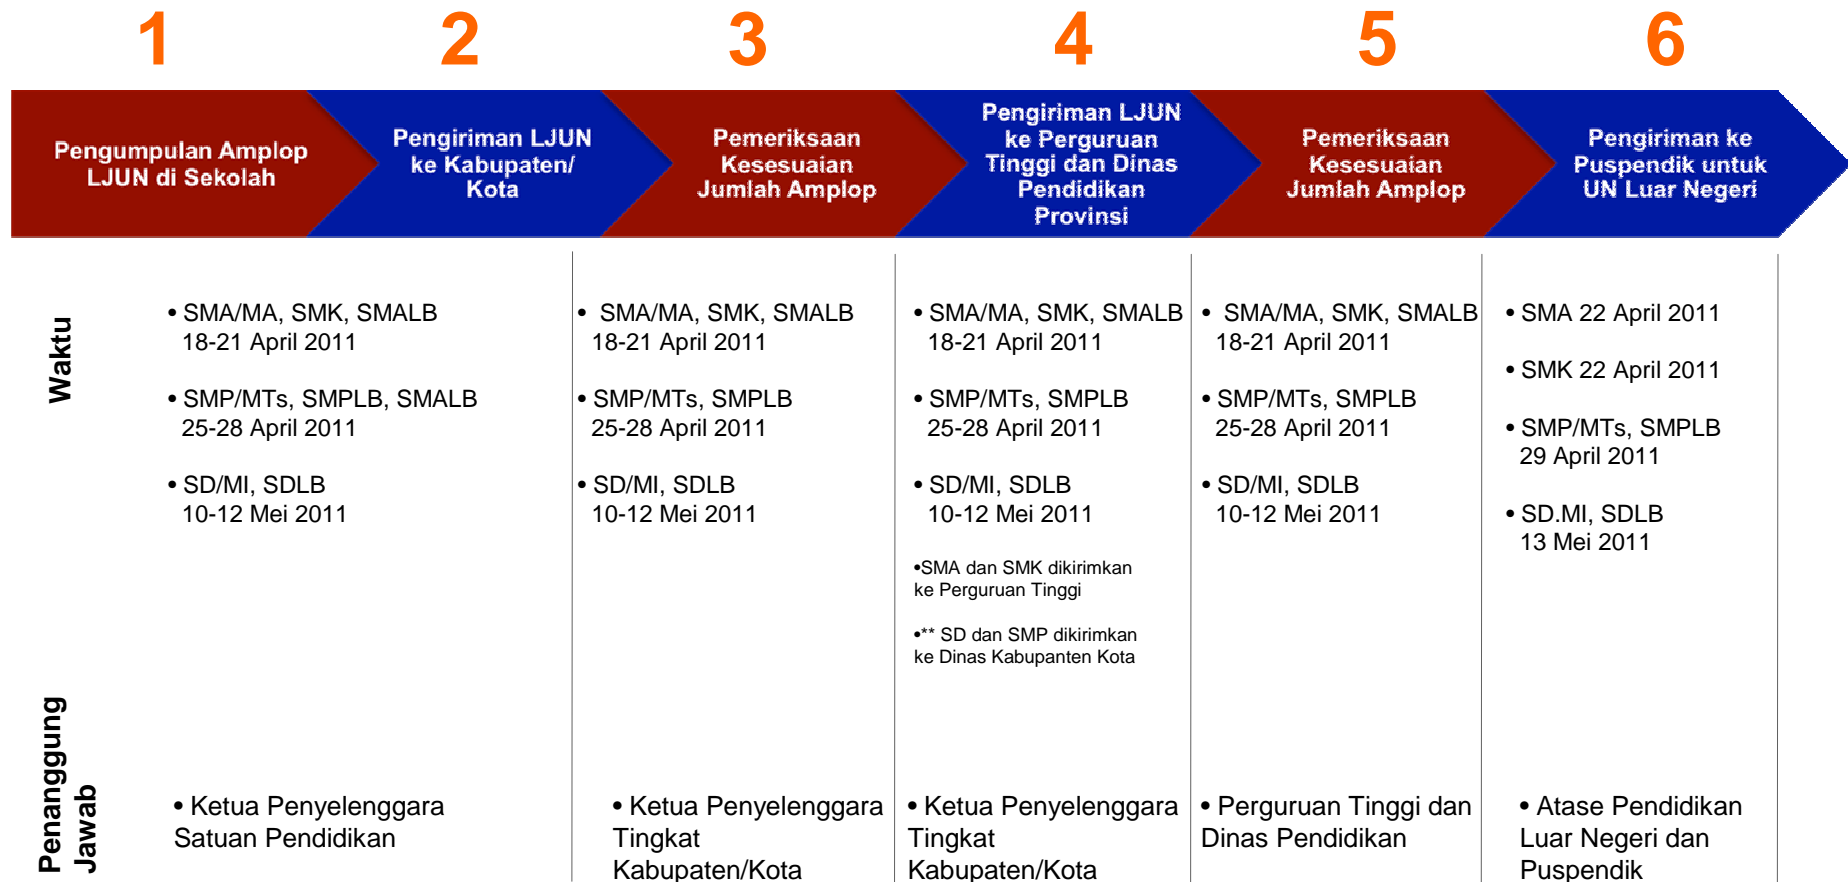 1
2
3
4
5
6
Pengumpulan Amplop
LJUN di Sekolah
Pengiriman LJUN
ke Kabupaten/
Kota
Pemeriksaan
Kesesuaian
Jumlah Amplop
Pengiriman LJUN
ke Perguruan
Tinggi dan Dinas
Pendidikan
Provinsi
Pemeriksaan
Kesesuaian
Jumlah Amplop
Pengiriman ke
Puspendik untuk
UN Luar Negeri
Waktu
• SMA/MA, SMK, SMALB
18-21 April 2011
• SMP/MTs, SMPLB, SMALB
25-28 April 2011
• SD/MI, SDLB
10-12 Mei 2011
• SMA/MA, SMK, SMALB
18-21 April 2011
• SMP/MTs, SMPLB
25-28 April 2011
• SD/MI, SDLB
10-12 Mei 2011
• SMA/MA, SMK, SMALB
18-21 April 2011
• SMP/MTs, SMPLB
25-28 April 2011
• SD/MI, SDLB
10-12 Mei 2011
•SMA dan SMK dikirimkan
ke Perguruan Tinggi
•** SD dan SMP dikirimkan
ke Dinas Kabupanten Kota
• SMA/MA, SMK, SMALB
18-21 April 2011
• SMP/MTs, SMPLB
25-28 April 2011
• SD/MI, SDLB
10-12 Mei 2011
• SMA 22 April 2011
• SMK 22 April 2011
• SMP/MTs, SMPLB
29 April 2011
• SD.MI, SDLB
13 Mei 2011
Penanggung
Jawab
• Ketua Penyelenggara
Satuan Pendidikan
• Ketua Penyelenggara
Tingkat
Kabupaten/Kota
• Ketua Penyelenggara
Tingkat
Kabupaten/Kota
• Perguruan Tinggi dan
Dinas Pendidikan
• Atase Pendidikan
Luar Negeri dan
Puspendik